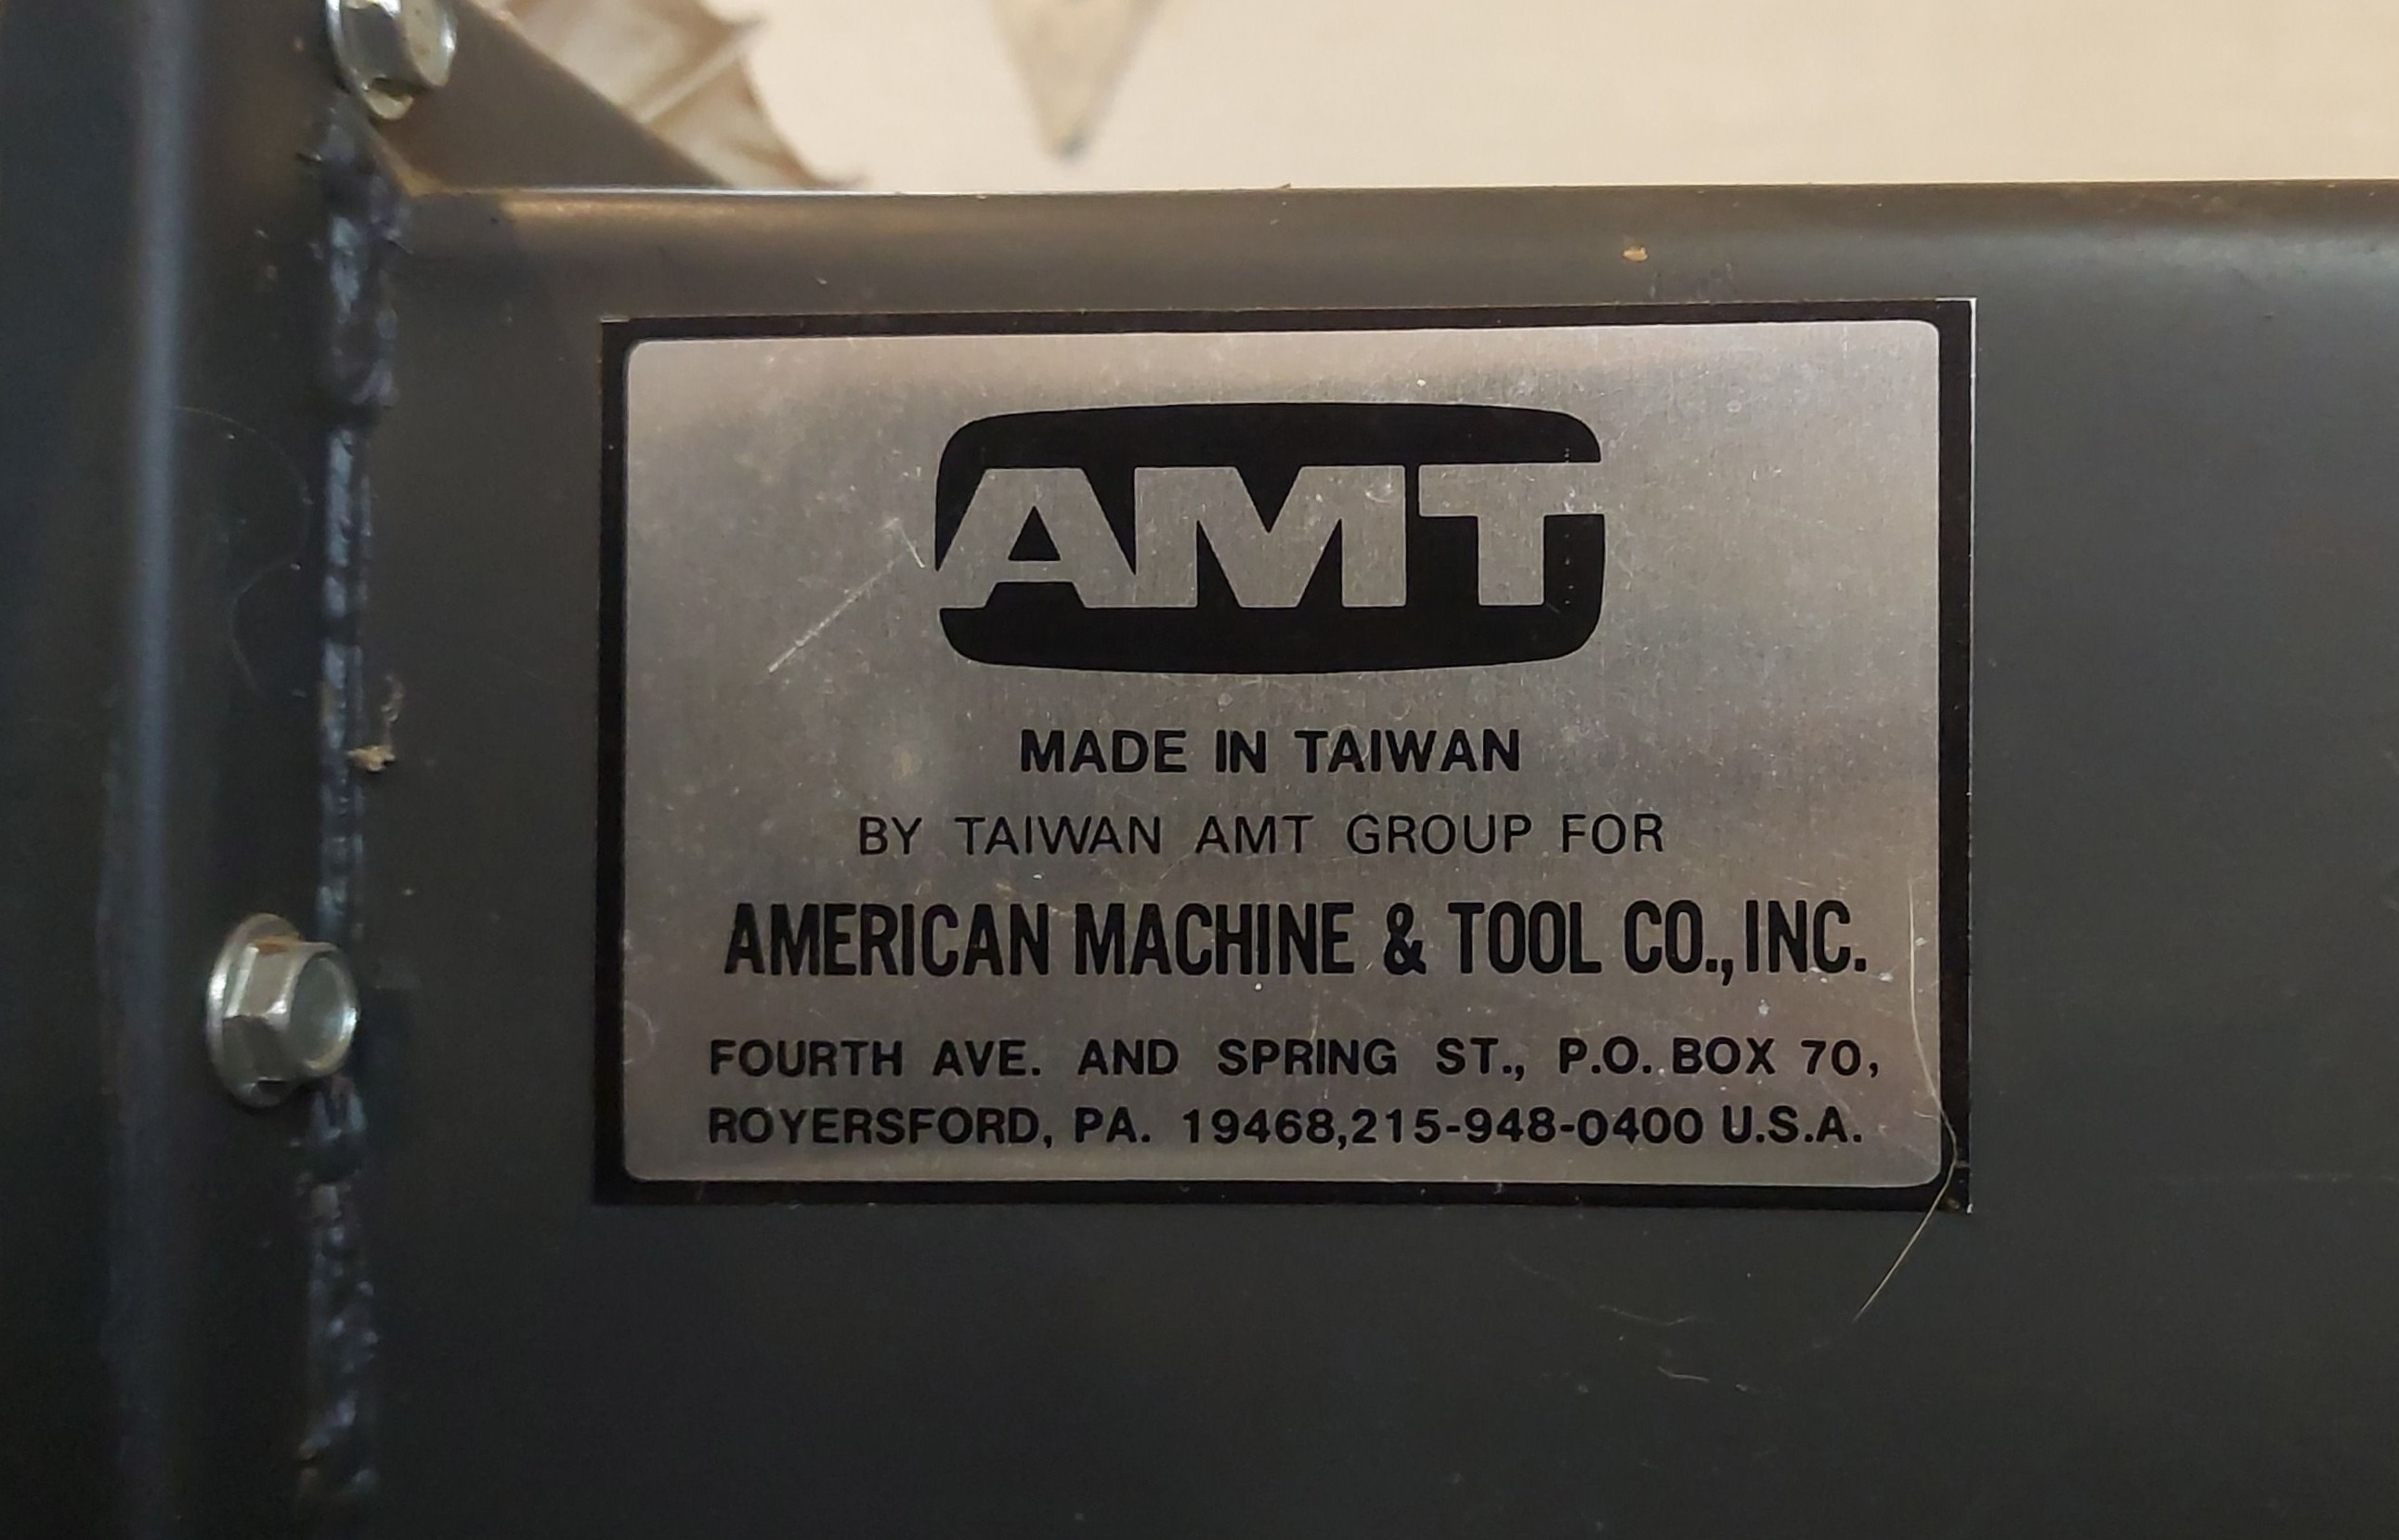 AMT
MADE IN TAIWAN
BY TAIWAN AMT GROUP FOR
AMERICAN MACHINE & TOOL CO., INC.
FOURTH AVE. AND SPRING ST., P.O. BOX 70,
ROYERSFORD, PA. 19468,215-948-0400 U.S.A.